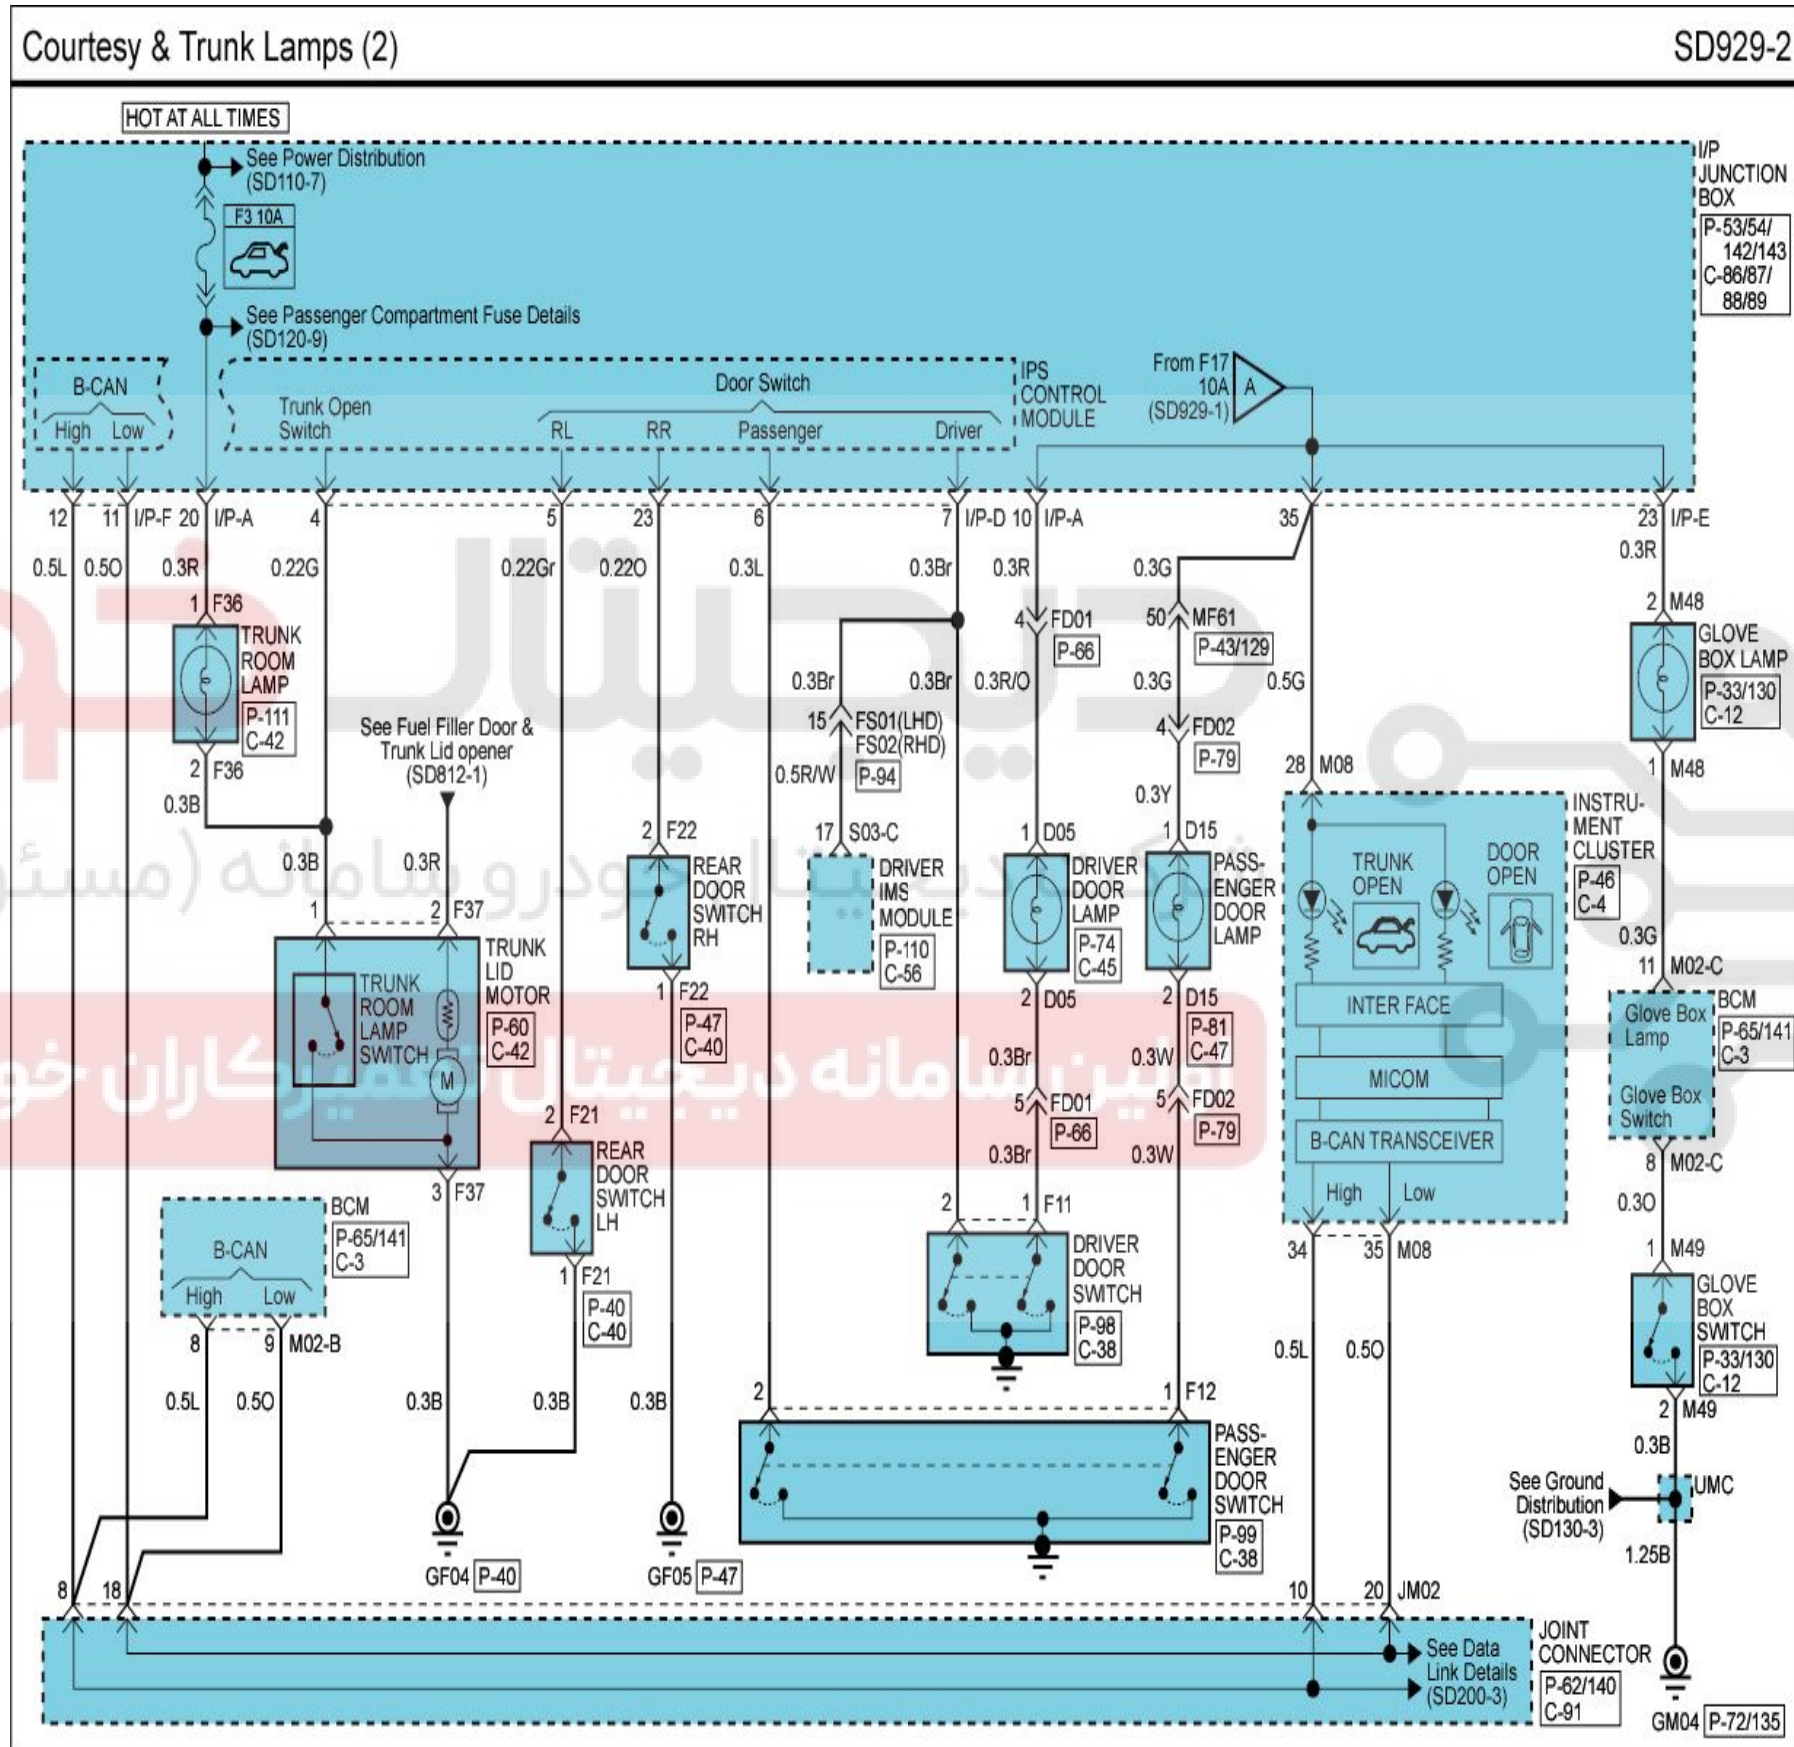 Courtesy & Trunk Lamps (2)
SD929-2
HOT AT ALL TIMES
See Power Distribution
(SD110-7)
F3 10A
See Passenger Compartment Fuse Details
(SD120-9)
I/P
JUNCTION
BOX
P-53/54/
142/143
C-86/87/
88/89
B-CAN
High Low
Trunk Open
Switch
Door Switch
RL RR Passenger Driver
IPS
CONTROL
MODULE
From F17
10A
(SD929-1)
A
12 11 I/P-F 20 I/P-A 4 5 23 6 7 I/P-D 10 I/P-A 35 23 I/P-E
0.5L 0.5O 0.3R 0.22G 0.22Gr 0.22O 0.3L 0.3Br 0.3R 0.3G 0.3R
1 F36
TRUNK
ROOM
LAMP
P-111
C-42
2 F36
0.3B
See Fuel Filler Door &
Trunk Lid opener
(SD812-1)
0.3B 0.3R
1 2 F37
TRUNK
ROOM
LAMP
SWITCH
M
TRUNK
LID
MOTOR
P-60
C-42
3 F37
BCM
P-65/141
C-3
B-CAN
High Low
8 9 M02-B
0.5L 0.5O 0.3B 0.3B 0.3B
2 F21
REAR
DOOR
SWITCH
LH
1 F21
P-40
C-40
2 F22
REAR
DOOR
SWITCH
RH
1 F22
P-47
C-40
GF04 P-40
GF05 P-47
0.3Br 0.3Br 0.3R/O 0.3G 0.5G
15 FS01(LHD)
FS02(RHD)
0.5R/W P-94
17 S03-C
DRIVER
IMS
MODULE
P-110
C-56
4 FD01
P-66
1 D05
DRIVER
DOOR
LAMP
P-74
C-45
2 D05
0.3Br
5 FD01
P-66
0.3Br
2 1 F11
DRIVER
DOOR
SWITCH
P-98
C-38
50 MF61
P-43/129
4 FD02
P-79
0.3Y
1 D15
PASS-
ENGER
DOOR
LAMP
2 D15
P-81
C-47
0.3W
5 FD02
P-79
0.3W
2 1 F12
PASS-
ENGER
DOOR
SWITCH
P-99
C-38
28 M08
INSTRU-
MENT
CLUSTER
P-46
C-4
TRUNK
OPEN
DOOR
OPEN
INTER FACE
MICOM
B-CAN TRANSCEIVER
High Low
34 35 M08
0.5L 0.5O
2 M48
GLOVE
BOX LAMP
P-33/130
C-12
1 M48
0.3G
11 M02-C
Glove Box
Lamp
Glove Box
Switch
BCM
P-65/141
C-3
8 M02-C
0.3O
1 M49
GLOVE
BOX
SWITCH
P-33/130
C-12
2 M49
0.3B
See Ground
Distribution
(SD130-3)
UMC
1.25B
GM04 P-72/135
8 18 10 20 JM02
See Data
Link Details
(SD200-3)
JOINT
CONNECTOR
P-62/140
C-91
دیجیتال خو
شرکت دیجیتال خودرو سامانه (مسئو
اولین سامانه دیجیتال تعمیرکاران خو